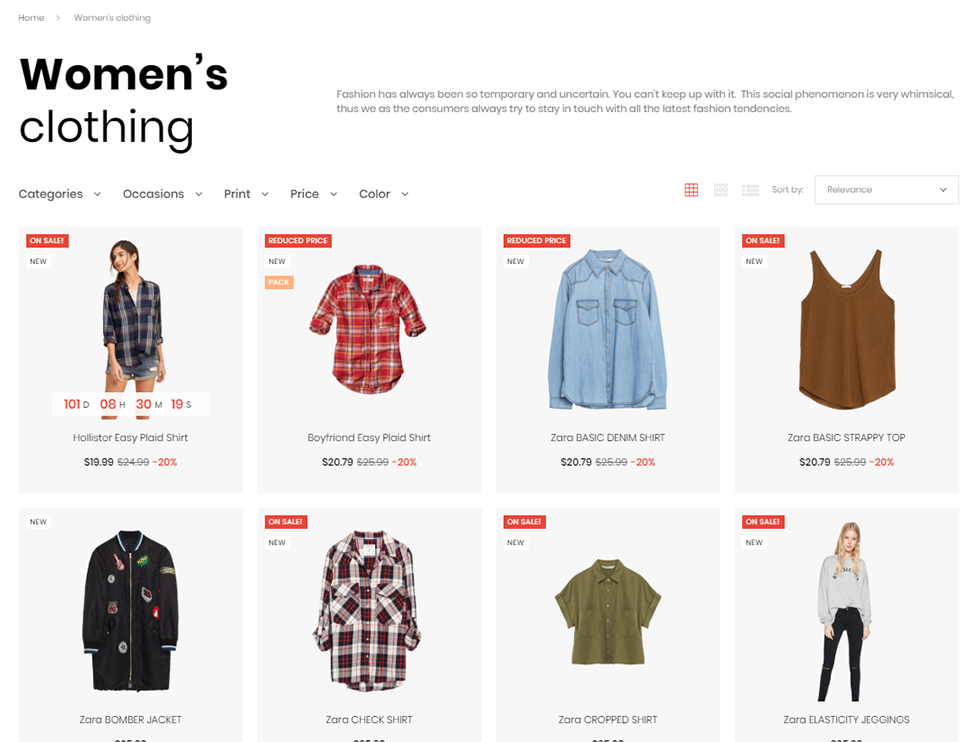 Home > Women's clothing
Women's
clothing
Fashion has always been so temporary and uncertain. You can't keep up with it. This social phenomenon is very whimsical,
thus we as the consumers always try to stay in touch with all the latest fashion tendencies.
Categories Occasions Print Price Color Sort by: Relevance
ON SALE!
NEW
101 D 08 H 30 M 19 S
Hollister Easy Plaid Shirt
$19.99 $24.99 -20%
REDUCED PRICE
NEW
PACK
Boyfriend Easy Plaid Shirt
$20.79 $25.99 -20%
REDUCED PRICE
NEW
Zara BASIC DENIM SHIRT
$20.79 $25.99 -20%
ON SALE!
NEW
Zara BASIC STRAPPY TOP
$20.79 $25.99 -20%
NEW
Zara BOMBER JACKET
ON SALE!
NEW
Zara CHECK SHIRT
ON SALE!
NEW
Zara CROPPED SHIRT
ON SALE!
NEW
Zara ELASTICITY JEGGINGS